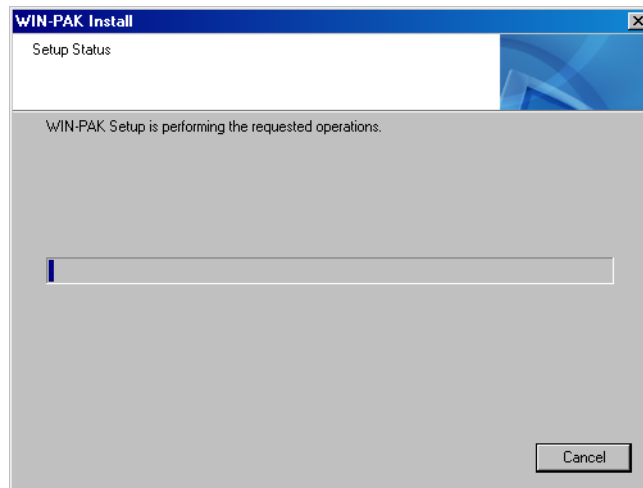 WIN-PAK Install
Setup Status
WIN-PAK Setup is performing the requested operations.
Cancel